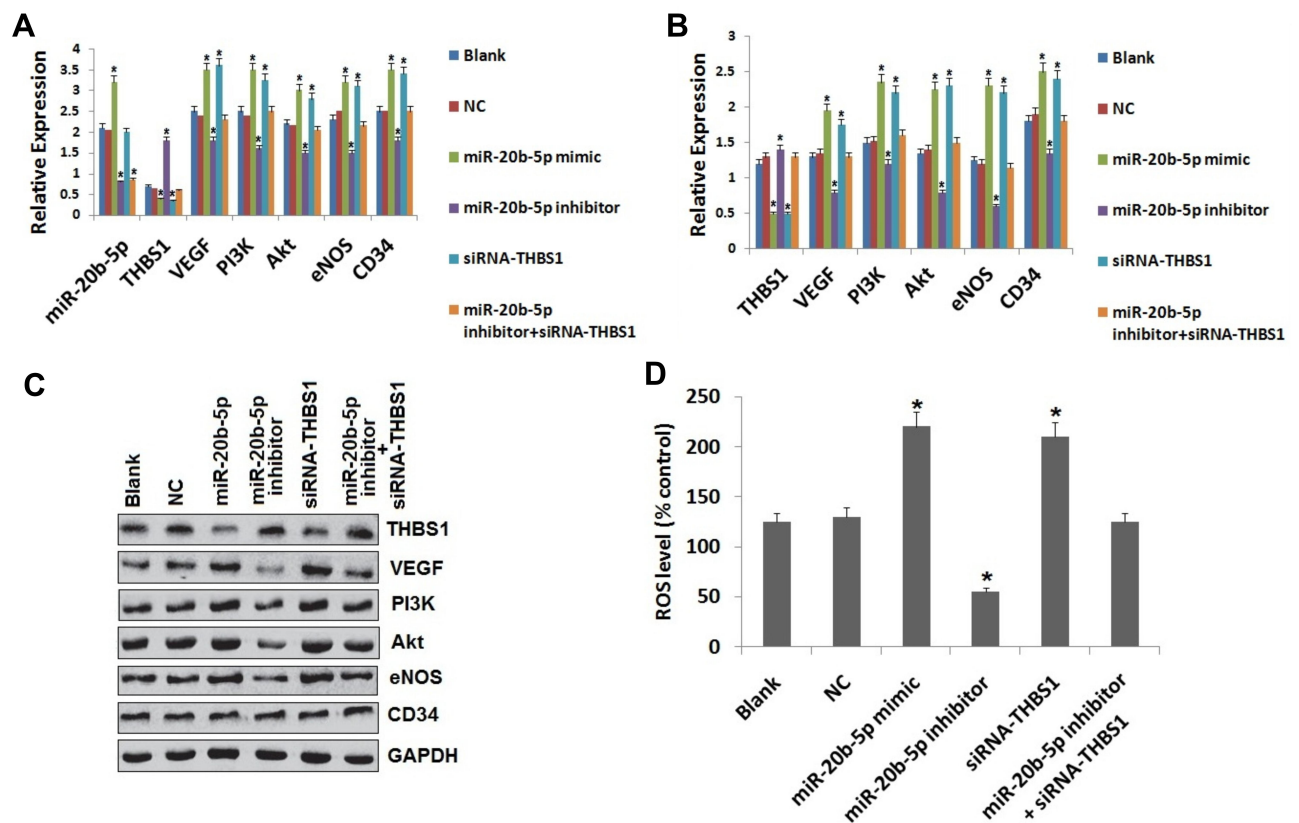 A
Relative Expression
4
3.5
3
2.5
2
1.5
1
0.5
0
* * * * * * * * * * * * * * * * * * * *
miR-20b-5p
THBS1
VEGF
PI3K
Akt
eNOS
CD34
Blank
NC
miR-20b-5p mimic
miR-20b-5p inhibitor
siRNA-THBS1
miR-20b-5p
inhibitor+siRNA-THBS1
B
Relative Expression
3
2.5
2
1.5
1
0.5
0
* * * * * * * * * * * * * * * * * *
THBS1
VEGF
PI3K
Akt
eNOS
CD34
Blank
NC
miR-20b-5p mimic
miR-20b-5p inhibitor
siRNA-THBS1
miR-20b-5p
inhibitor+siRNA-THBS1
C
Blank
NC
miR-20b-5p
miR-20b-5p
inhibitor
siRNA-THBS1
miR-20b-5p
inhibitor
+
siRNA-THBS1
THBS1
VEGF
PI3K
Akt
eNOS
CD34
GAPDH
D
ROS level (% control)
250
200
150
100
50
0
*
*
*
Blank
NC
miR-20b-5p mimic
miR-20b-5p inhibitor
siRNA-THBS1
miR-20b-5p inhibitor
+ siRNA-THBS1